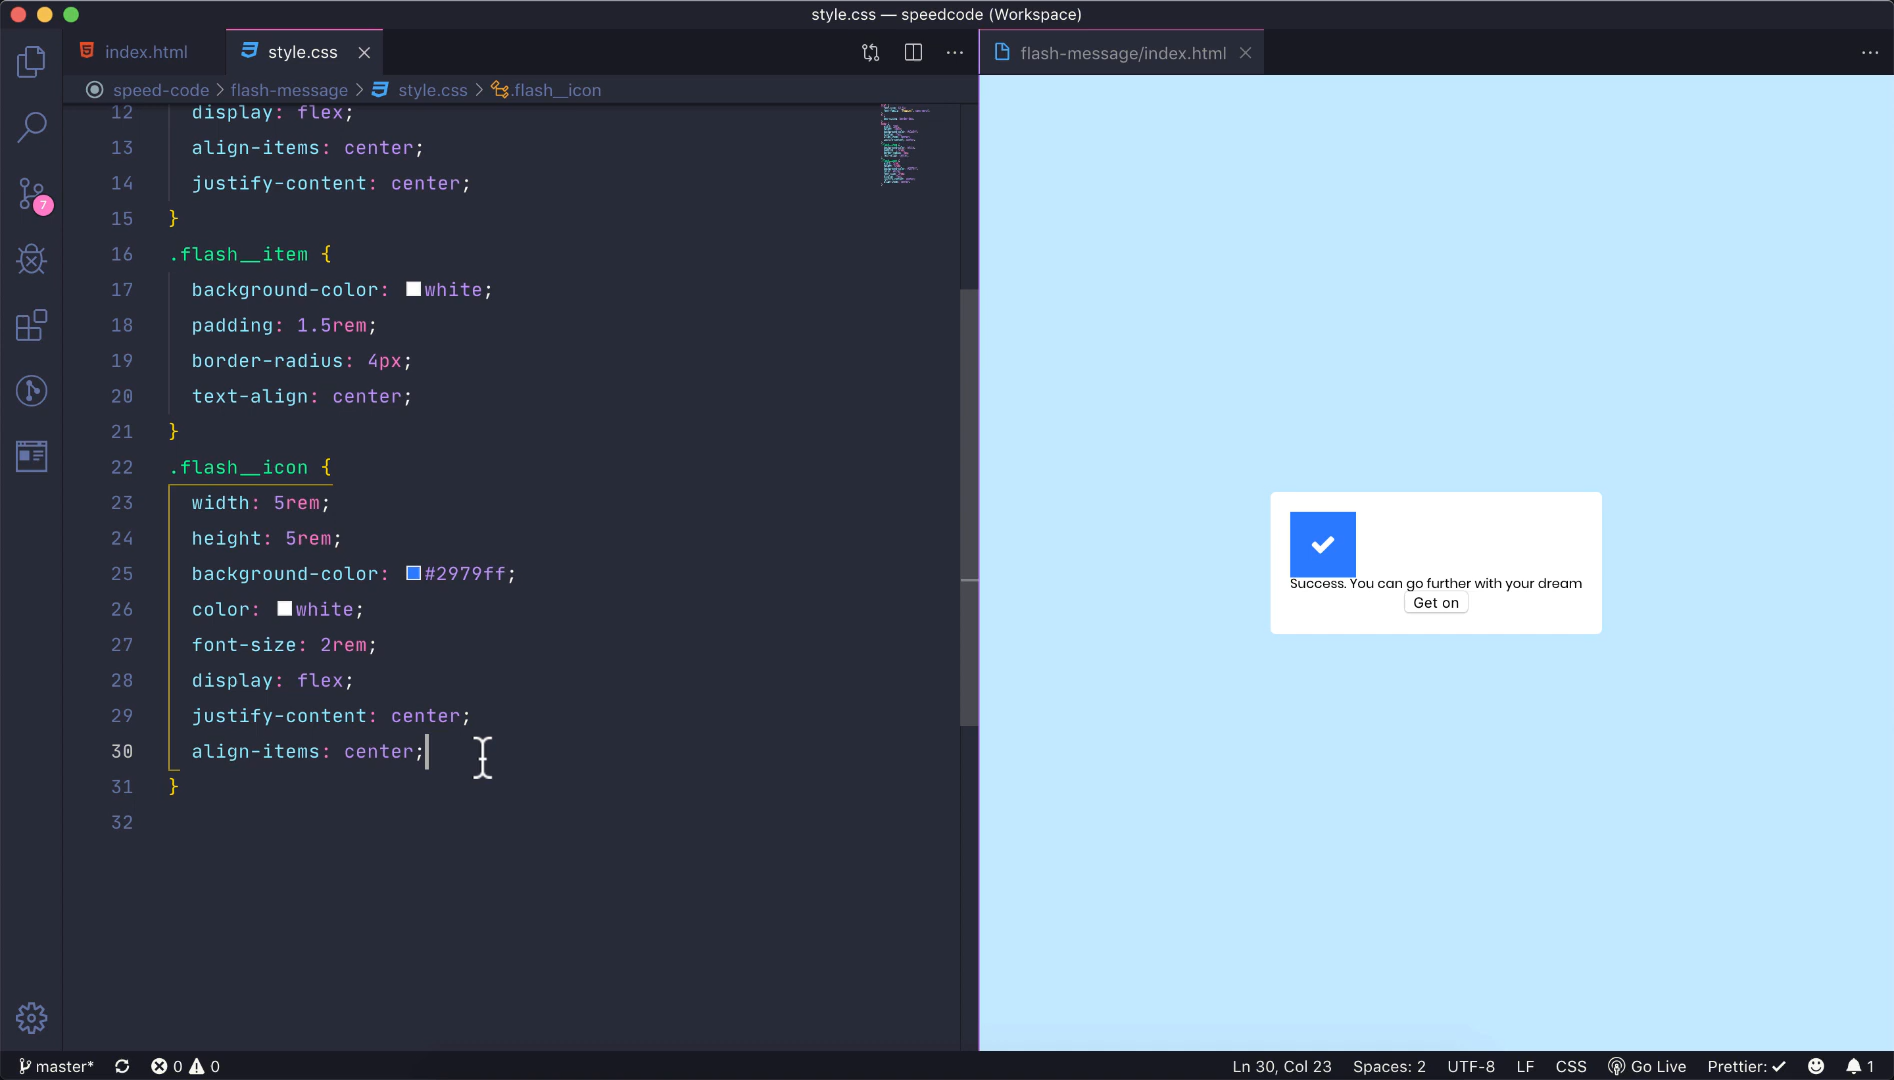 style.css — speedcode (Workspace)
index.html
style.css
flash-message/index.html
speed-code > flash-message > style.css > .flash__icon
12 display: flex;
13 align-items: center;
14 justify-content: center;
15 }
16 .flash__item {
17 background-color: white;
18 padding: 1.5rem;
19 border-radius: 4px;
20 text-align: center;
21 }
22 .flash__icon {
23 width: 5rem;
24 height: 5rem;
25 background-color: #2979ff;
26 color: white;
27 font-size: 2rem;
28 display: flex;
29 justify-content: center;
30 align-items: center;
31 }
32
7
Success. You can go further with your dream
Get on
master* 0 0
Ln 30, Col 23 Spaces: 2 UTF-8 LF CSS Go Live Prettier: ✓ 1